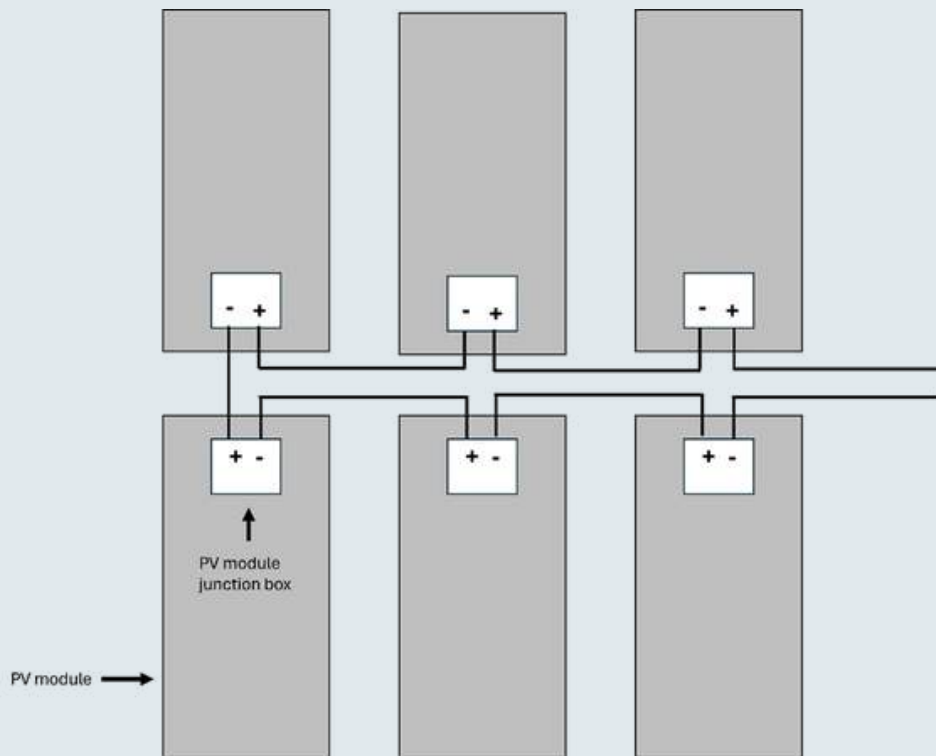 - +
- +
- +
+ -
+ -
+ -
PV module
junction box
PV module